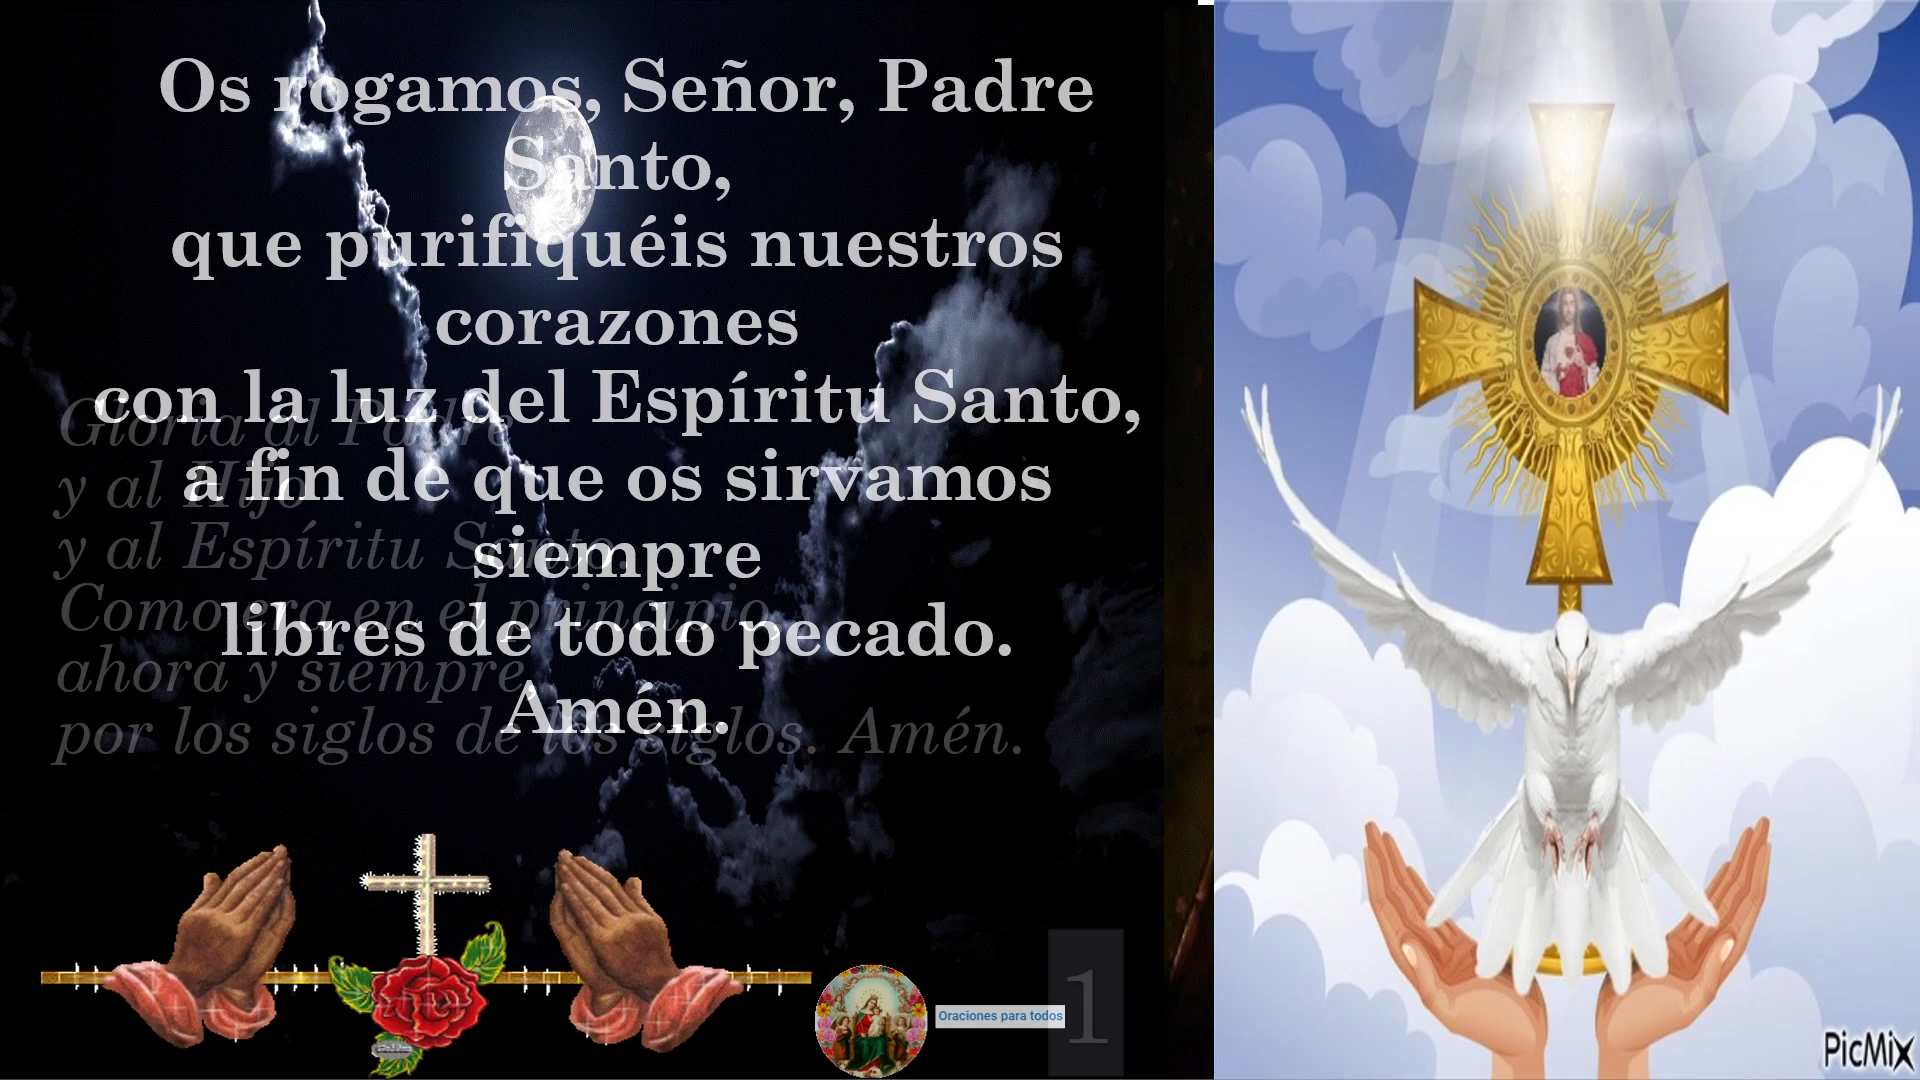 Os rogamos, Señor, Padre
Santo,
que purifiquéis nuestros
corazones
con la luz del Espíritu Santo,
a fin de que os sirvamos
siempre
libres de todo pecado.
Amén.
Gloria al Padre
y al Hijo
y al Espíritu Santo.
Como era en el principio,
ahora y siempre,
por los siglos de los siglos. Amén.
Oraciones para todos
1
PicMix